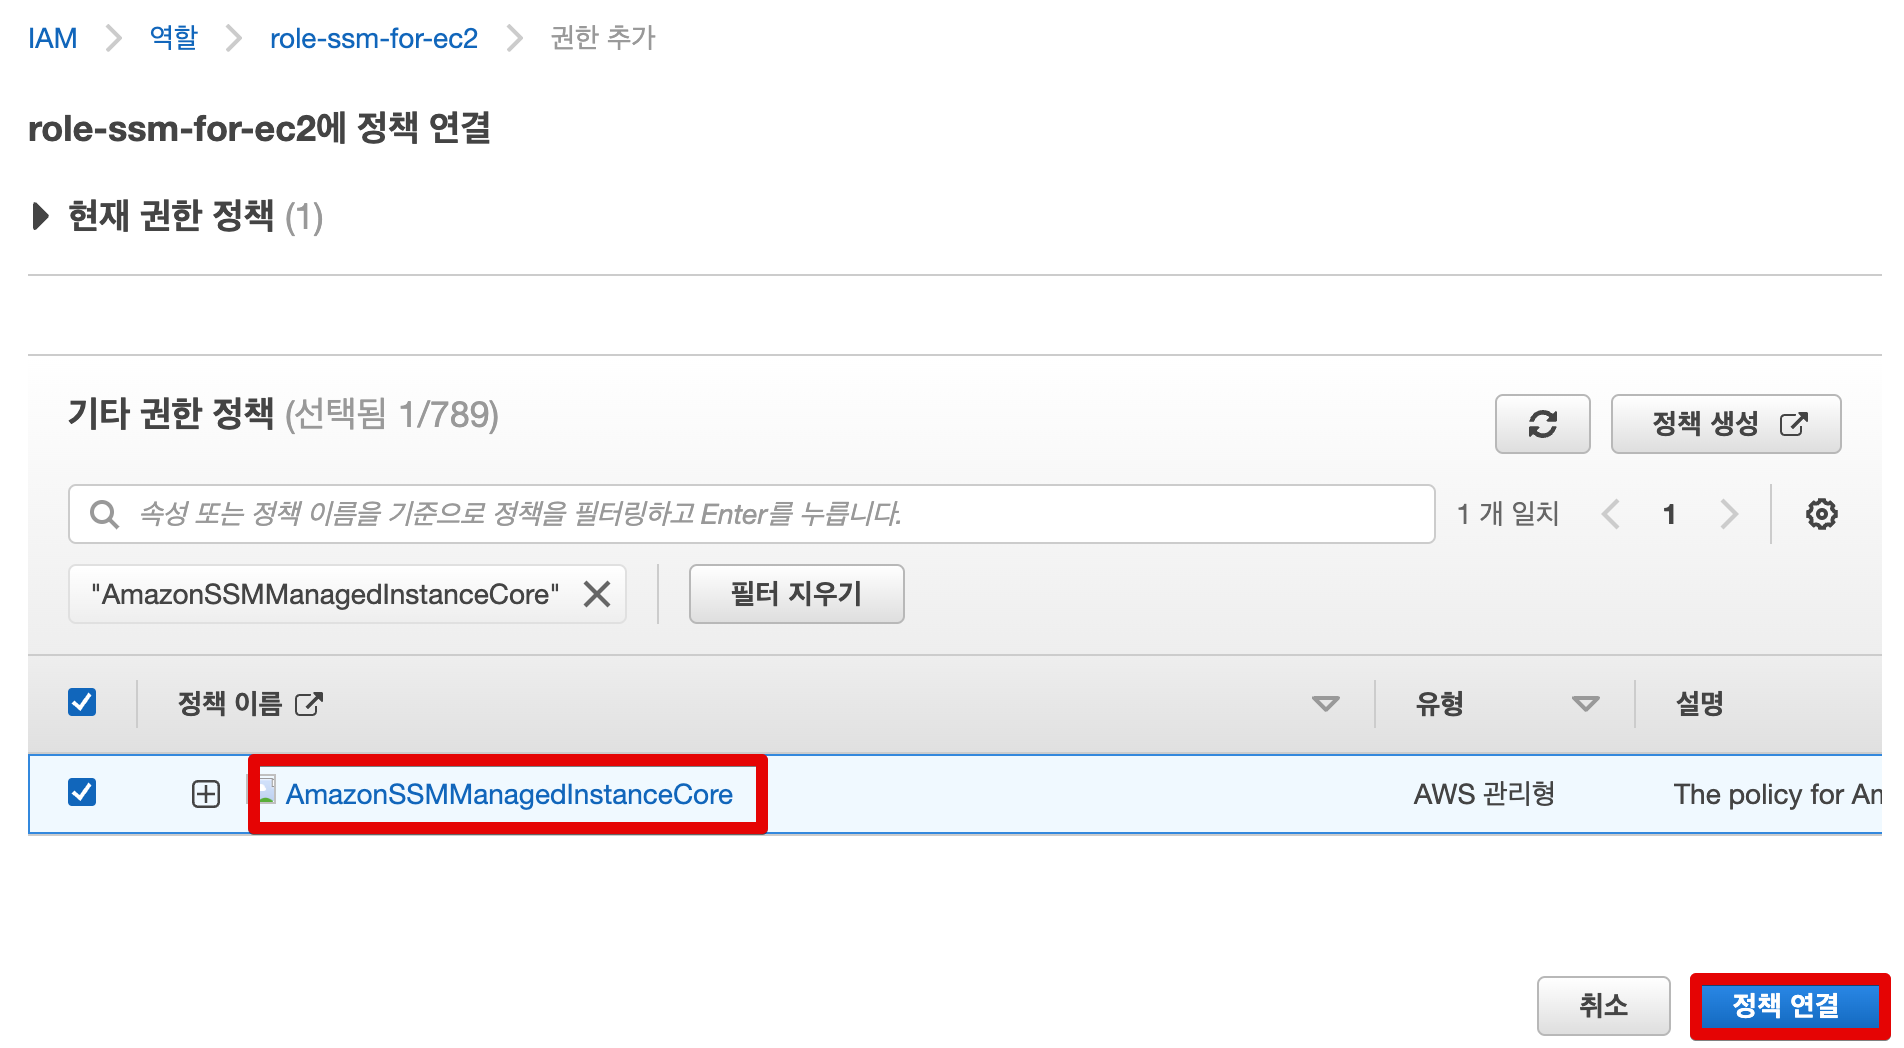 IAM > 역할 > role-ssm-for-ec2 > 권한 추가
role-ssm-for-ec2에 정책 연결
현재 권한 정책 (1)
기타 권한 정책 (선택됨 1/789)
정책 생성
속성 또는 정책 이름을 기준으로 정책을 필터링하고 Enter를 누릅니다.
1 개 일치
1
"AmazonSSMManagedInstanceCore"
필터 지우기
정책 이름 유형 설명
AmazonSSMManagedInstanceCore AWS 관리형 The policy for Am
취소 정책 연결